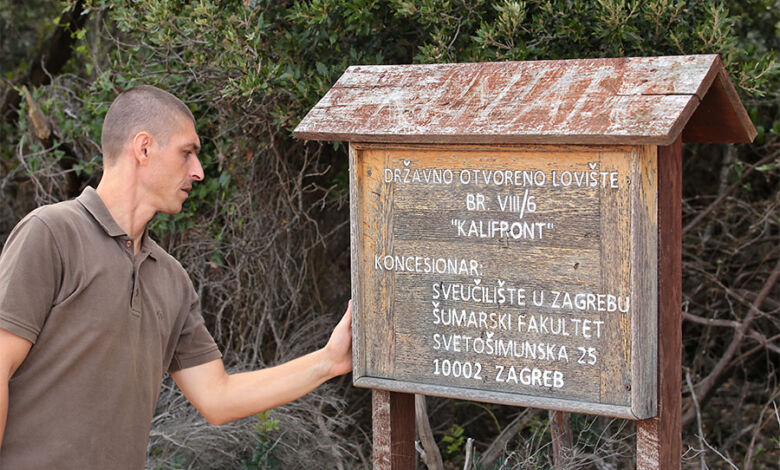 DRŽAVNO OTVORENO LOVIŠTE
BR. VIII/6
"KALIFRONT"
KONCESIONAR:
SVEUČILIŠTE U ZAGREBU
ŠUMARSKI FAKULTET
SVETOŠIMUNSKA 25
10002 ZAGREB